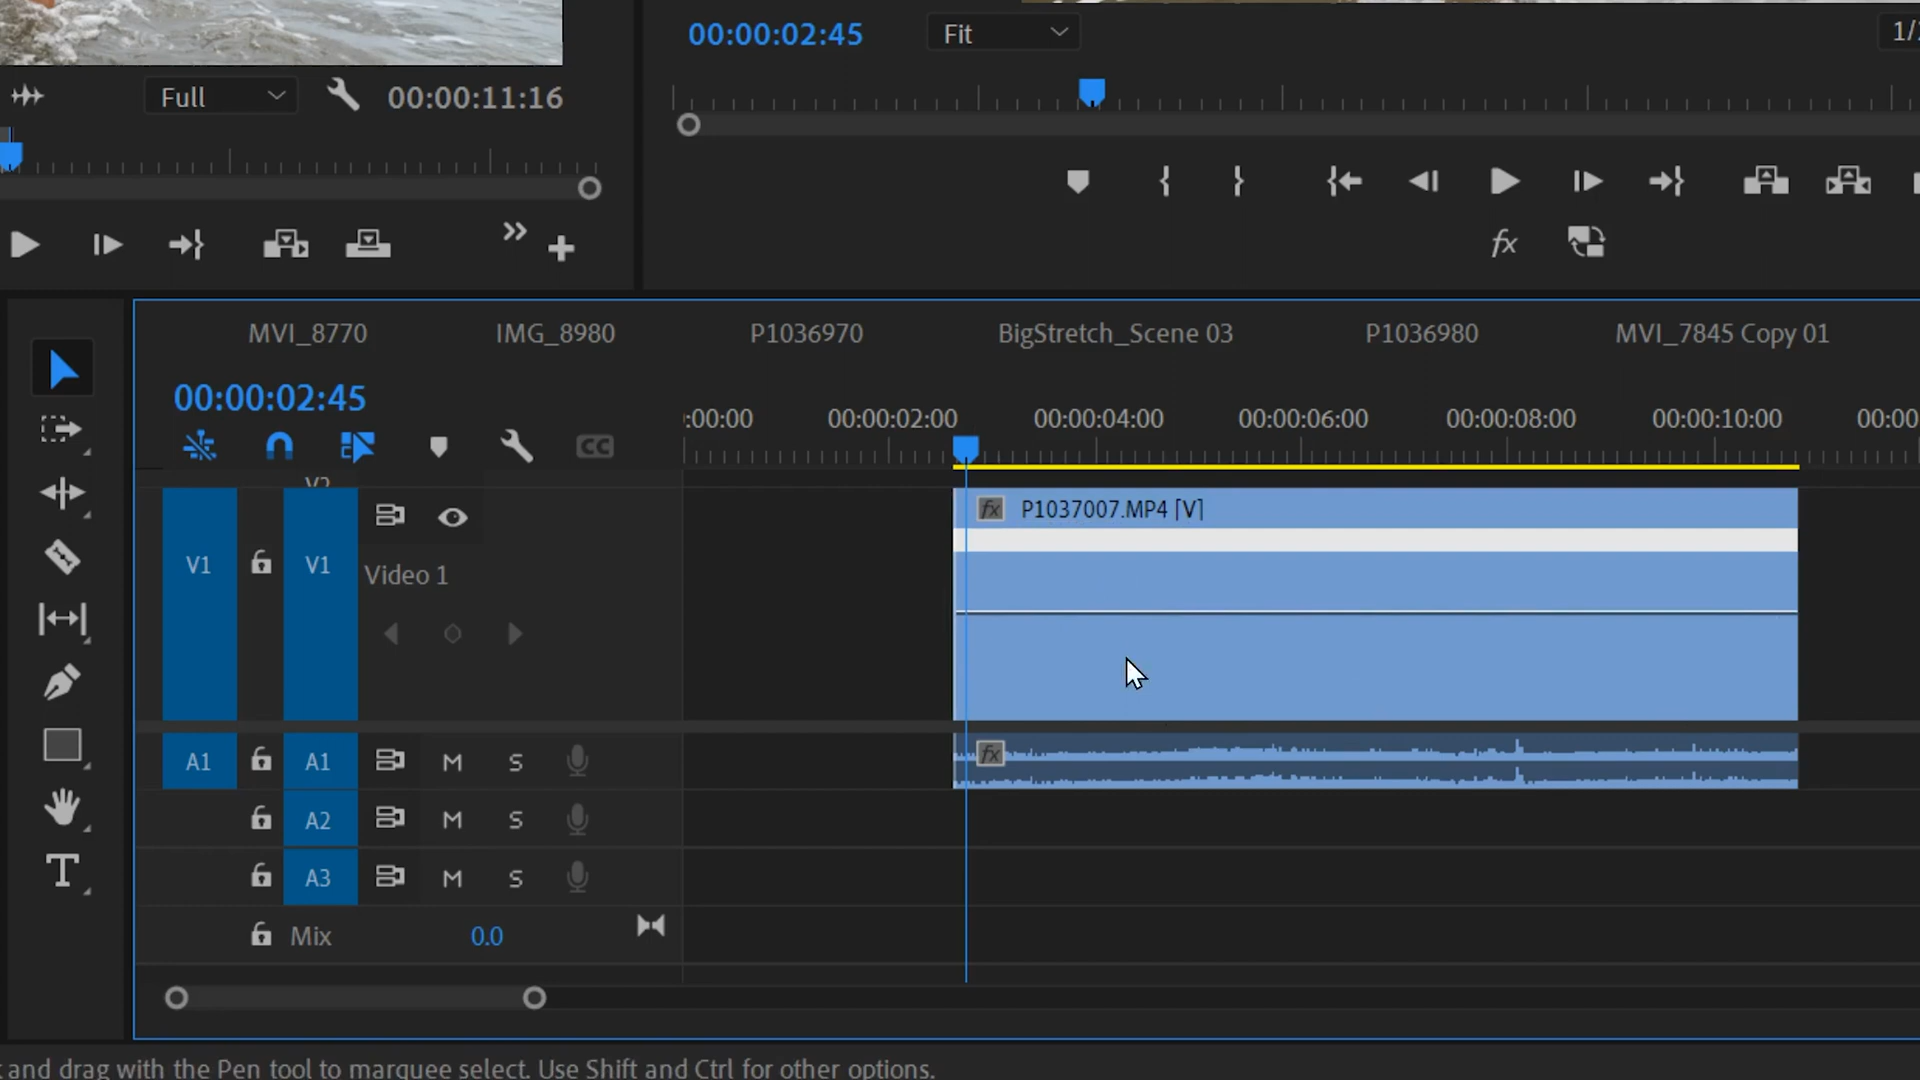 00:00:02:45 Fit 1/
Full 00:00:11:16
fx
MVI_8770 IMG_8980 P1036970 BigStretch_Scene 03 P1036980 MVI_7845 Copy 01
00:00:02:45
:00:00 00:00:02:00 00:00:04:00 00:00:06:00 00:00:08:00 00:00:10:00 00:00
CC
fx P1037007.MP4 [V]
V1 V1 Video 1
A1 A1 M S fx
A2 M S
A3 M S
Mix 0.0
T
and drag with the Pen tool to marquee select. Use Shift and Ctrl for other options.